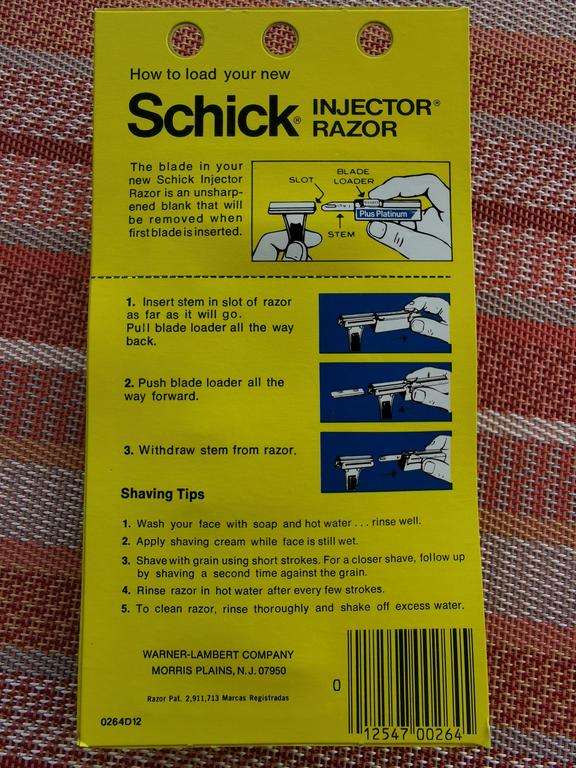 How to load your new
Schick® INJECTOR®
RAZOR
The blade in your
new Schick Injector
Razor is an unsharp-
ened blank that will
be removed when
first blade is inserted.
SLOT
BLADE
LOADER
Plus Platinum
STEM
1. Insert stem in slot of razor
as far as it will go.
Pull blade loader all the way
back.
2. Push blade loader all the
way forward.
3. Withdraw stem from razor.
Shaving Tips
1. Wash your face with soap and hot water . . . rinse well.
2. Apply shaving cream while face is still wet.
3. Shave with grain using short strokes. For a closer shave, follow up
by shaving a second time against the grain.
4. Rinse razor in hot water after every few strokes.
5. To clean razor, rinse thoroughly and shake off excess water.
WARNER-LAMBERT COMPANY
MORRIS PLAINS, N.J. 07950
Razor Pat. 2,911,713 Marcas Registradas
0264D12
0 12547 00264